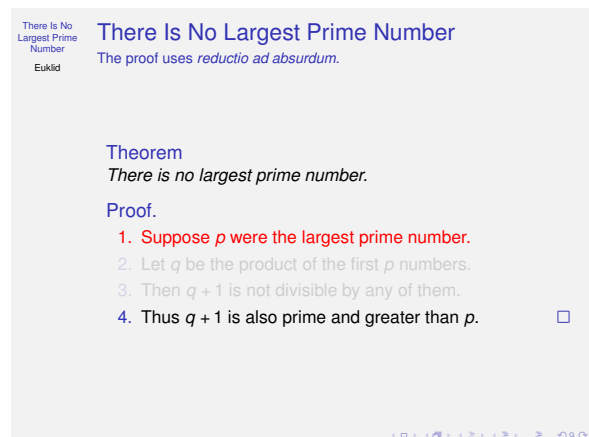 There Is No
Largest Prime
Number
Euklid
There Is No Largest Prime Number
The proof uses reductio ad absurdum.
Theorem
There is no largest prime number.
Proof.
1. Suppose p were the largest prime number.
2. Let q be the product of the first p numbers.
3. Then q + 1 is not divisible by any of them.
4. Thus q + 1 is also prime and greater than p. □